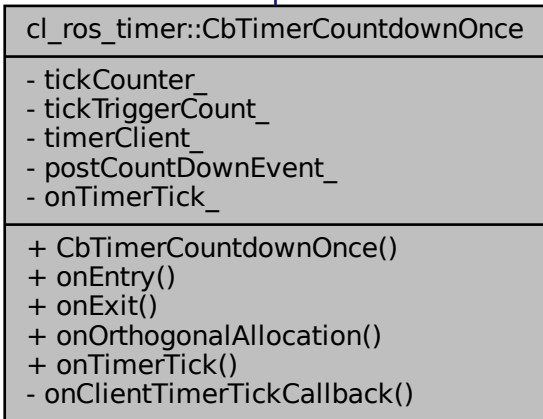 cl_ros_timer::CbTimerCountdownOnce
- tickCounter_
- tickTriggerCount_
- timerClient_
- postCountDownEvent_
- onTimerTick_
+ CbTimerCountdownOnce()
+ onEntry()
+ onExit()
+ onOrthogonalAllocation()
+ onTimerTick()
- onClientTimerTickCallback()